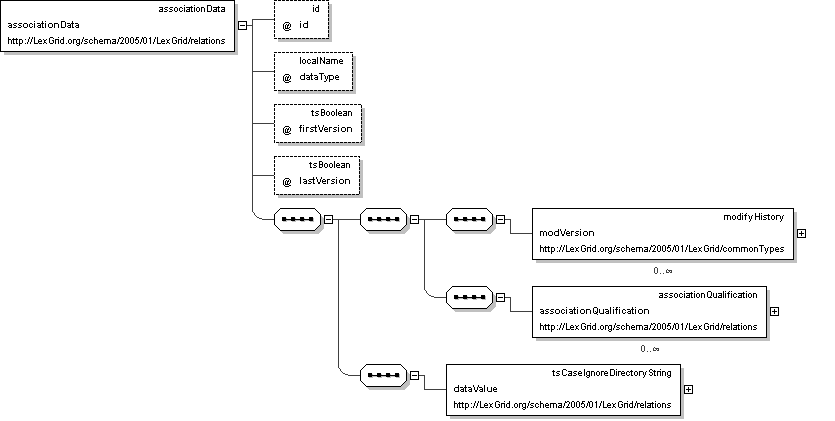 associationData
associationData
http://LexGrid.org/schema/2005/01/LexGrid/relations
id
@ id
localName
@ dataType
tsBoolean
@ firstVersion
tsBoolean
@ lastVersion
modifyHistory
modVersion
http://LexGrid.org/schema/2005/01/LexGrid/commonTypes
0..∞
associationQualification
associationQualification
http://LexGrid.org/schema/2005/01/LexGrid/relations
0..∞
tsCaseIgnoreDirectoryString
dataValue
http://LexGrid.org/schema/2005/01/LexGrid/relations